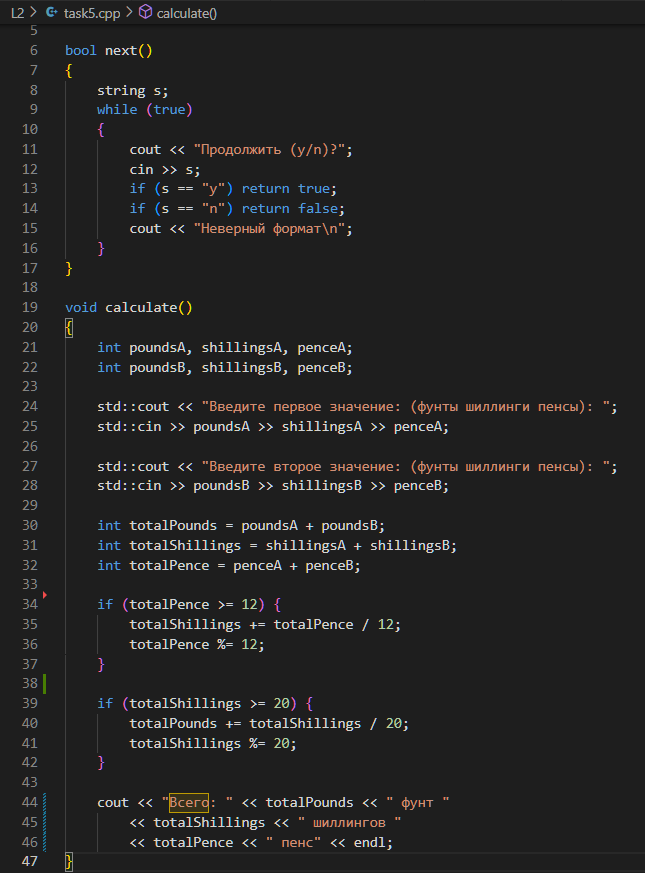 L2 > task5.cpp > calculate()
5
6 bool next()
7 {
8     string s;
9     while (true)
10     {
11         cout << "Продолжить (y/n)?";
12         cin >> s;
13         if (s == "y") return true;
14         if (s == "n") return false;
15         cout << "Неверный формат\n";
16     }
17 }
18
19 void calculate()
20 {
21     int poundsA, shillingsA, penceA;
22     int poundsB, shillingsB, penceB;
23
24     std::cout << "Введите первое значение: (фунты шиллинги пенсы): ";
25     std::cin >> poundsA >> shillingsA >> penceA;
26
27     std::cout << "Введите второе значение: (фунты шиллинги пенсы): ";
28     std::cin >> poundsB >> shillingsB >> penceB;
29
30     int totalPounds = poundsA + poundsB;
31     int totalShillings = shillingsA + shillingsB;
32     int totalPence = penceA + penceB;
33
34     if (totalPence >= 12) {
35         totalShillings += totalPence / 12;
36         totalPence %= 12;
37     }
38
39     if (totalShillings >= 20) {
40         totalPounds += totalShillings / 20;
41         totalShillings %= 20;
42     }
43
44     cout << "Всего: " << totalPounds << " фунт "
45         << totalShillings << " шиллингов "
46         << totalPence << " пенс" << endl;
47 }